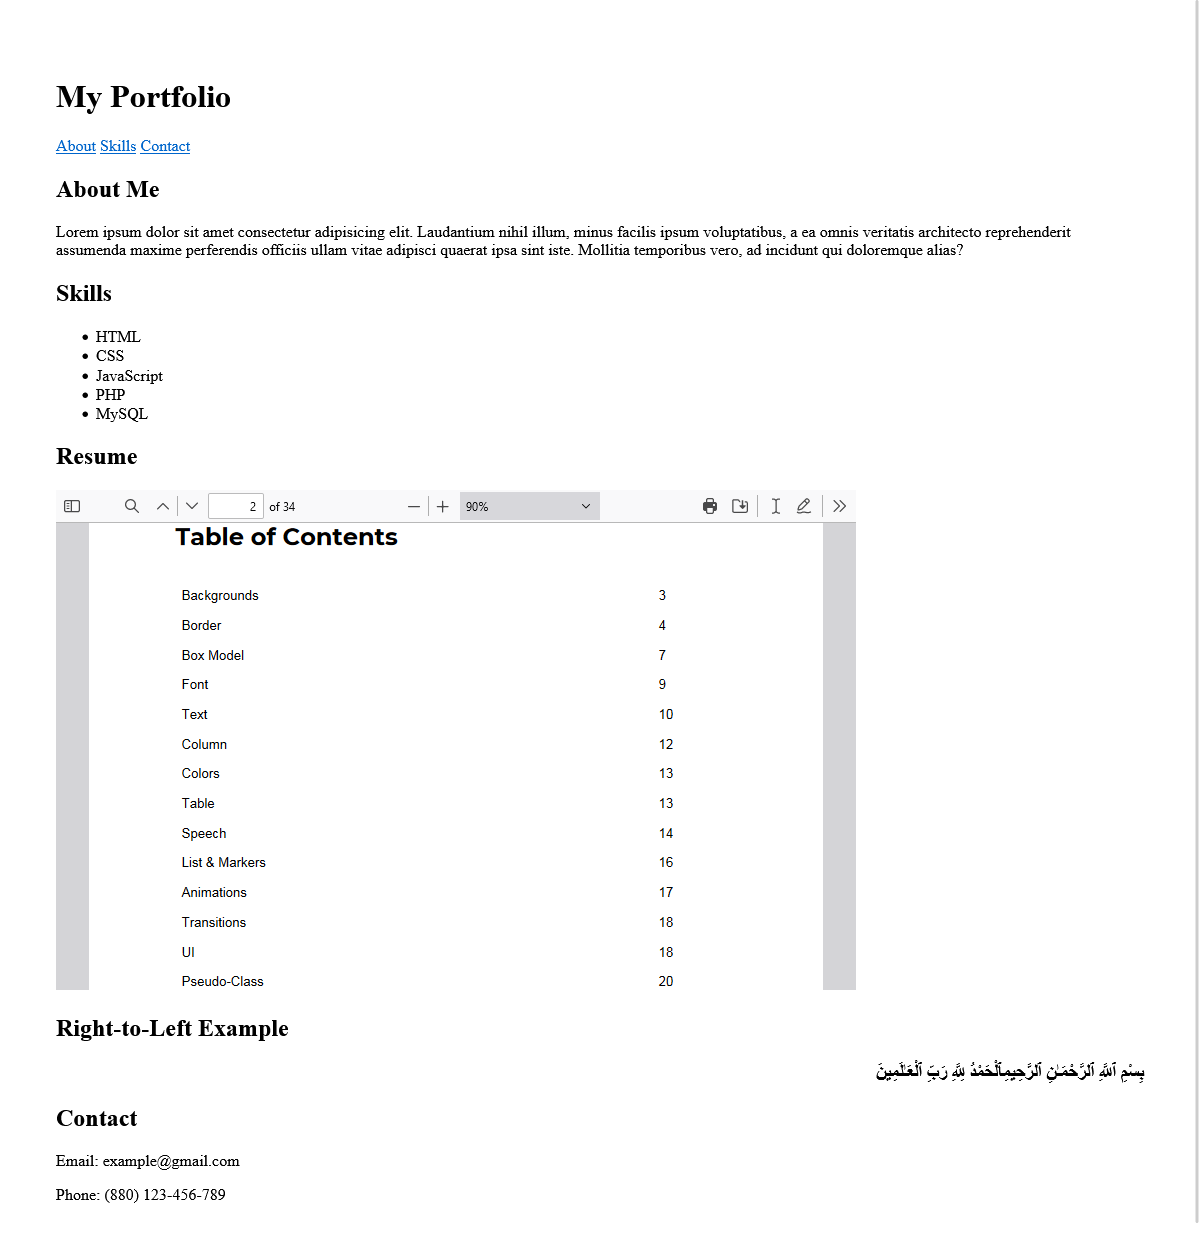 My Portfolio
About Skills Contact
About Me
Lorem ipsum dolor sit amet consectetur adipisicing elit. Laudantium nihil illum, minus facilis ipsum voluptatibus, a ea omnis veritatis architecto reprehenderit
assumenda maxime perferendis officiis ullam vitae adipisci quaerat ipsa sint iste. Mollitia temporibus vero, ad incidunt qui doloremque alias?
Skills
• HTML
• CSS
• JavaScript
• PHP
• MySQL
Resume
2 of 34 90%
Table of Contents
Backgrounds 3
Border 4
Box Model 7
Font 9
Text 10
Column 12
Colors 13
Table 13
Speech 14
List & Markers 16
Animations 17
Transitions 18
UI 18
Pseudo-Class 20
Right-to-Left Example
بِسْمِ ٱللَّهِ ٱلرَّحْمَـٰنِ ٱلرَّحِيمِٱلْحَمْدُ لِلَّهِ رَبِّ ٱلْعَـٰلَمِينَ
Contact
Email: example@gmail.com
Phone: (880) 123-456-789